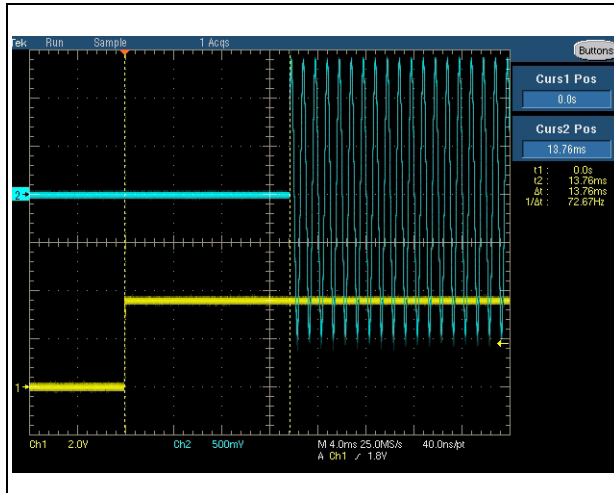 Tek Run Sample 1 Acqs
Buttons
Curs1 Pos
0.0s
Curs2 Pos
13.76ms
t1: 0.0s
t2: 13.76ms
Δt: 13.76ms
1/Δt: 72.67Hz
2
1
Ch1 2.0V Ch2 500mV M 4.0ms 25.0MS/s 40.0ns/pt
A Ch1 / 1.8V